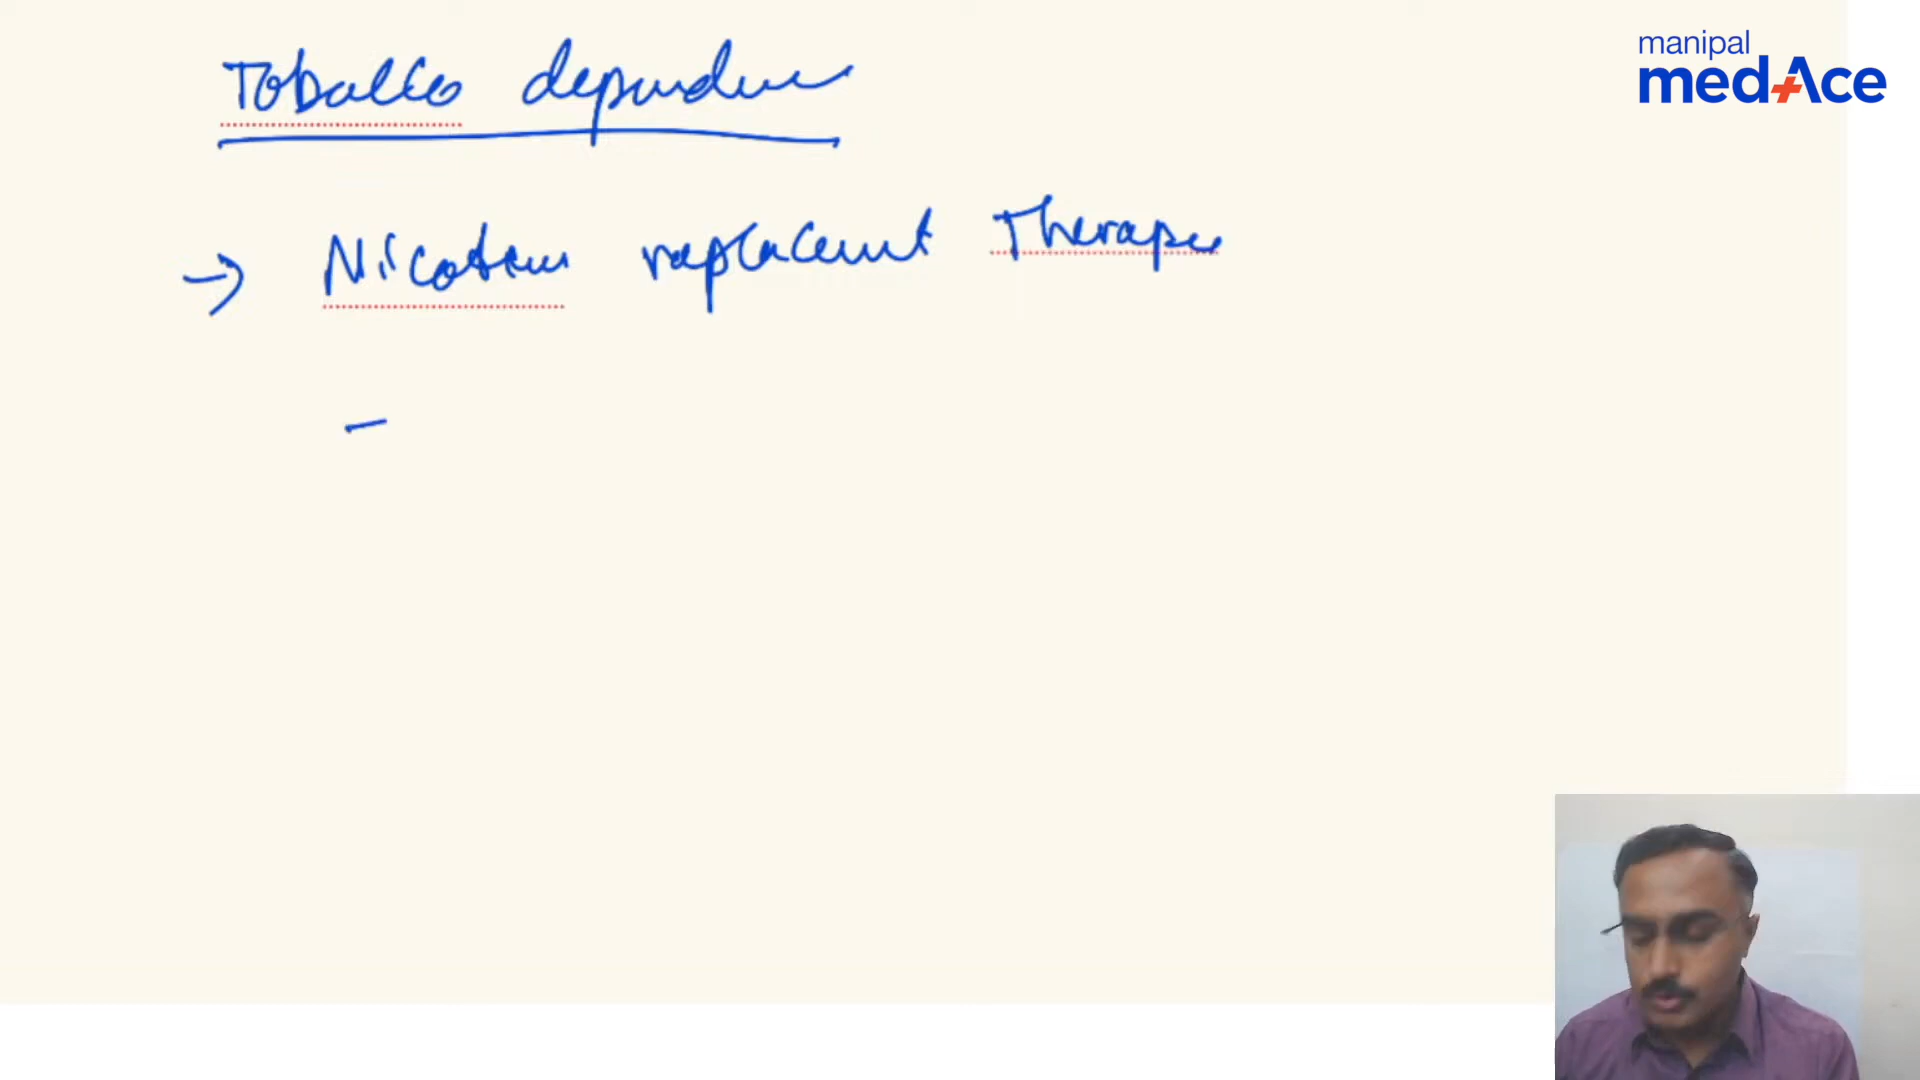 manipal
medAce
Tobacco dependence
→ Nicotine replacement Therapy
-